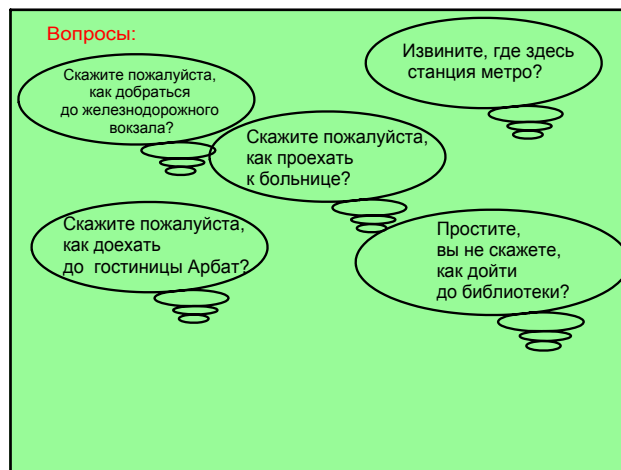 Вопросы:
Скажите пожалуйста,
как добраться
до железнодорожного
вокзала?
Извините, где здесь
станция метро?
Скажите пожалуйста,
как проехать
к больнице?
Скажите пожалуйста,
как доехать
до гостиницы Арбат?
Простите,
вы не скажете,
как дойти
до библиотеки?